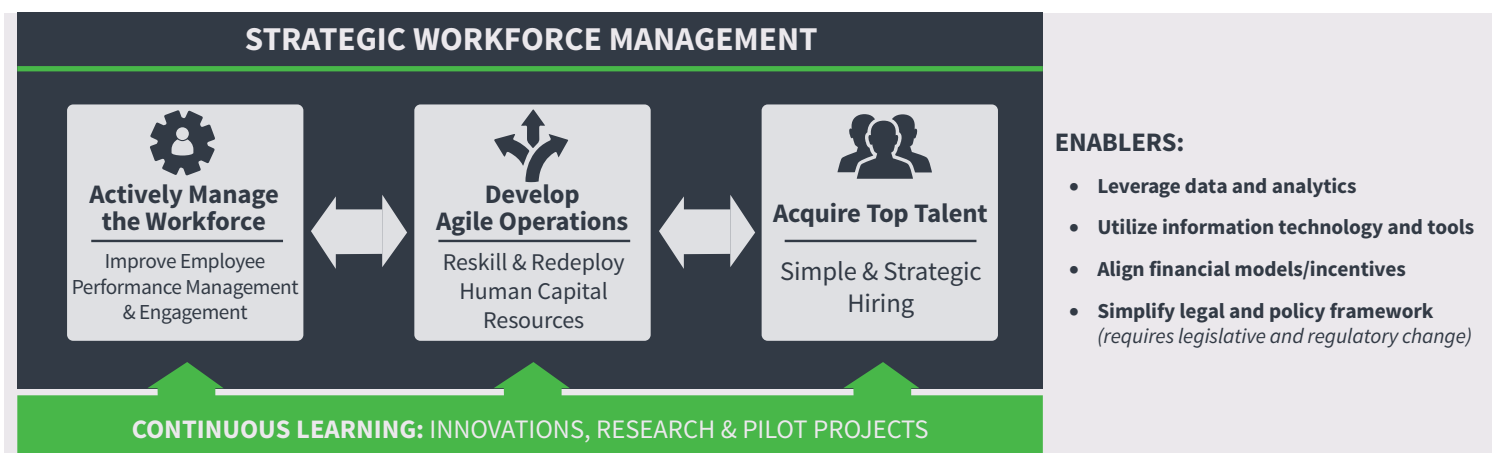 STRATEGIC WORKFORCE MANAGEMENT
Actively Manage
the Workforce
Improve Employee
Performance Management
& Engagement
Develop
Agile Operations
Reskill & Redeploy
Human Capital
Resources
Acquire Top Talent
Simple & Strategic
Hiring
CONTINUOUS LEARNING: INNOVATIONS, RESEARCH & PILOT PROJECTS
ENABLERS:
• Leverage data and analytics
• Utilize information technology and tools
• Align financial models/incentives
• Simplify legal and policy framework
(requires legislative and regulatory change)